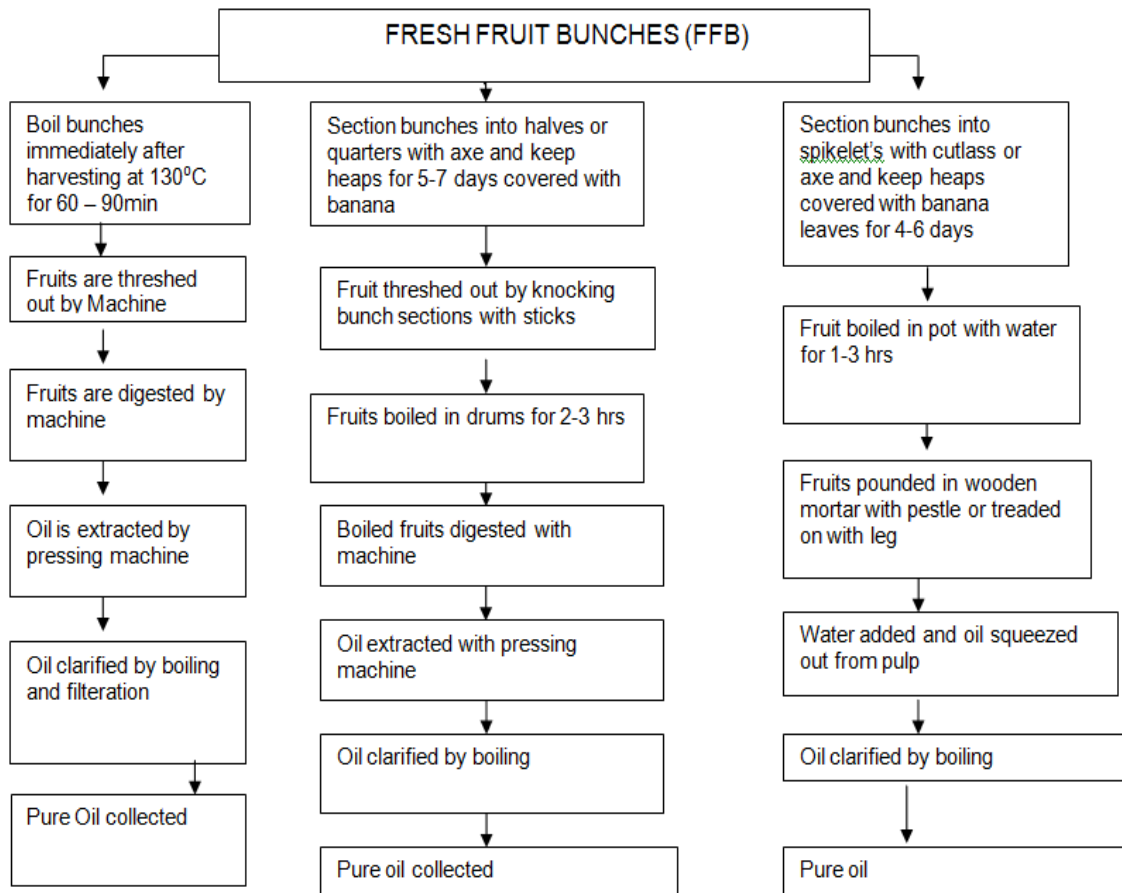 FRESH FRUIT BUNCHES (FFB)
Boil bunches
immediately after
harvesting at 130⁰C
for 60 – 90min
Fruits are threshed
out by Machine
Fruits are digested by
machine
Oil is extracted by
pressing machine
Oil clarified by boiling
and filteration
Pure Oil collected
Section bunches into halves or
quarters with axe and keep
heaps for 5-7 days covered with
banana
Fruit threshed out by knocking
bunch sections with sticks
Fruits boiled in drums for 2-3 hrs
Boiled fruits digested with
machine
Oil extracted with pressing
machine
Oil clarified by boiling
Pure oil collected
Section bunches into
spikelet’s with cutlass or
axe and keep heaps
covered with banana
leaves for 4-6 days
Fruit boiled in pot with water
for 1-3 hrs
Fruits pounded in wooden
mortar with pestle or treaded
on with leg
Water added and oil squeezed
out from pulp
Oil clarified by boiling
Pure oil